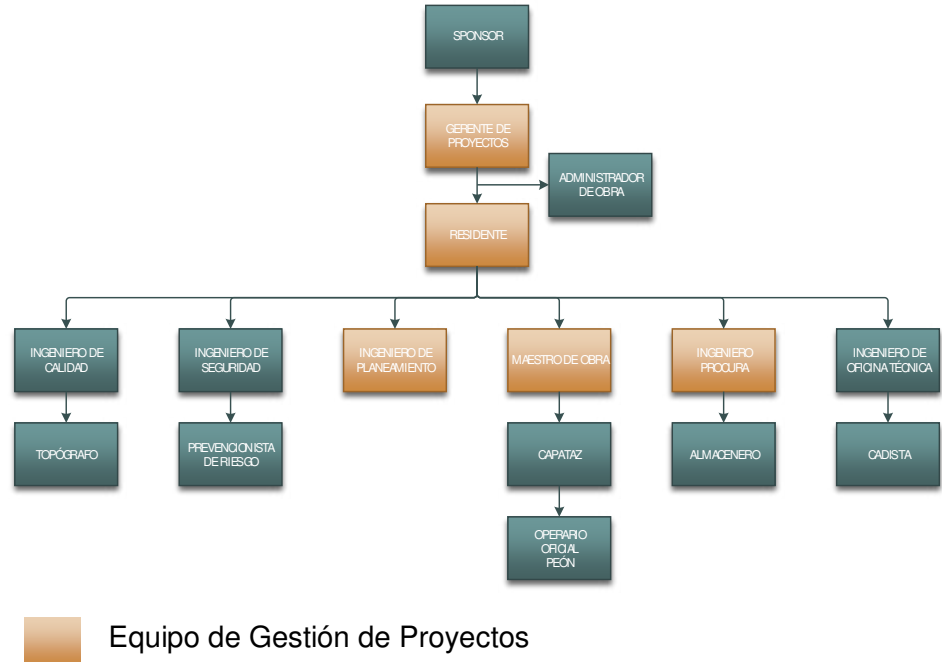 SPONSOR
GERENTE DE
PROYECTOS
ADMINISTRADOR
DE OBRA
RESIDENTE
INGENIERO DE
CALIDAD
INGENIERO DE
SEGURIDAD
INGENIERO DE
PLANEAMIENTO
MAESTRO DE OBRA
INGENIERO
PROCURA
INGENIERO DE
OFICINA TÉCNICA
TOPÓGRAFO
PREVENCIONISTA
DE RIESGO
CAPATAZ
ALMACENERO
CADISTA
OPERARIO
OFICIAL
PEÓN
Equipo de Gestión de Proyectos